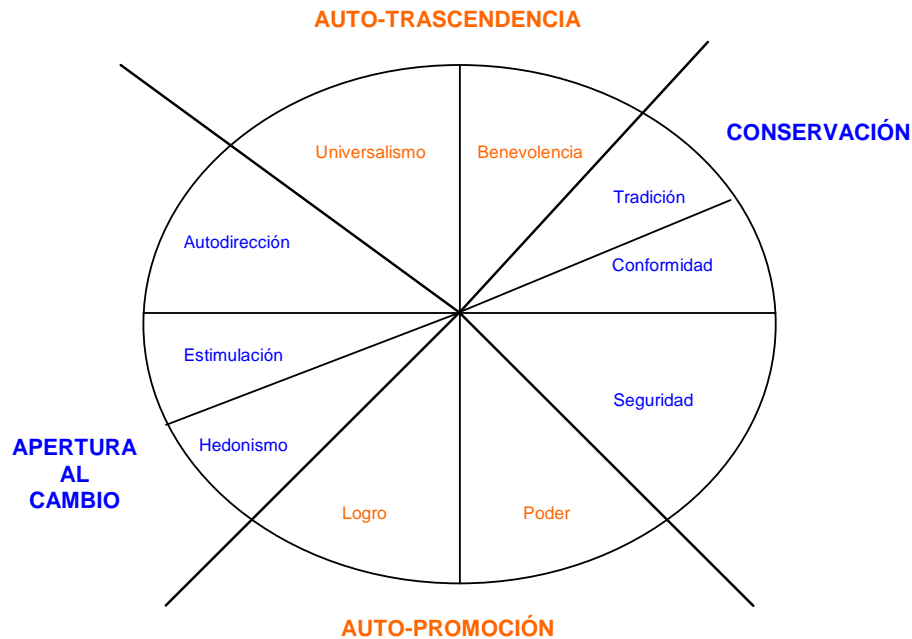 AUTO-TRASCENDENCIA
CONSERVACIÓN
Universalismo
Benevolencia
Tradición
Autodirección
Conformidad
Estimulación
Seguridad
Hedonismo
APERTURA
AL
CAMBIO
Logro
Poder
AUTO-PROMOCIÓN